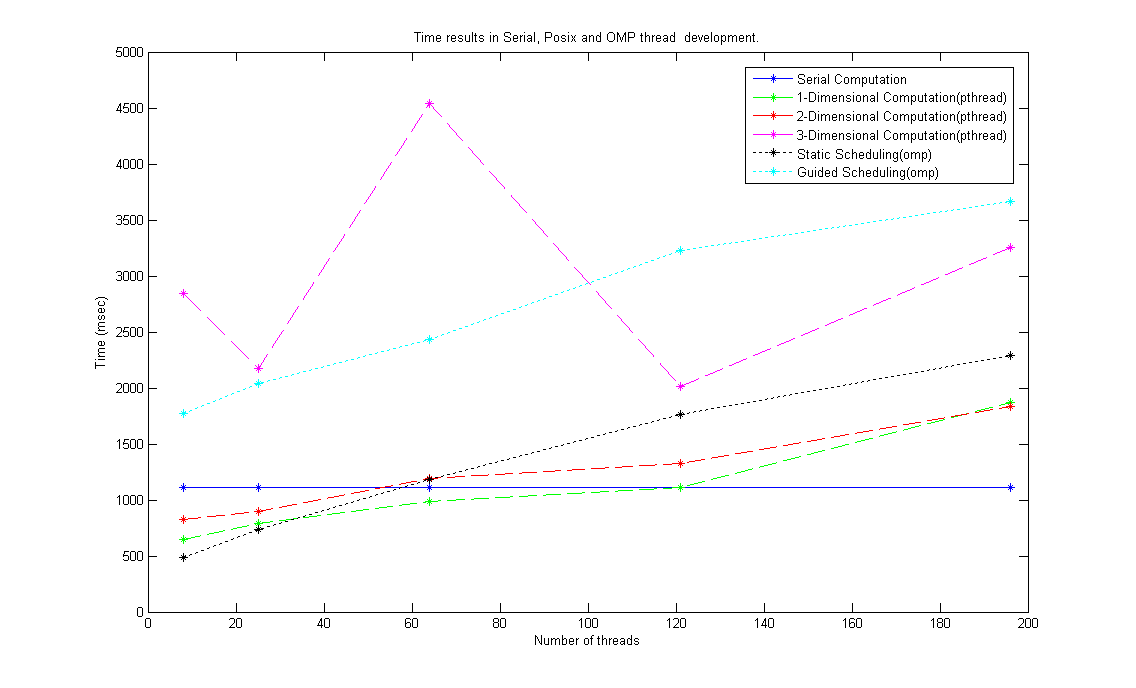 Time results in Serial, Posix and OMP thread  development.
5000
4500
4000
3500
3000
2500
2000
1500
1000
500
0
Time (msec)
Serial Computation
1-Dimensional Computation(pthread)
2-Dimensional Computation(pthread)
3-Dimensional Computation(pthread)
Static Scheduling(omp)
Guided Scheduling(omp)
0 20 40 60 80 100 120 140 160 180 200
Number of threads